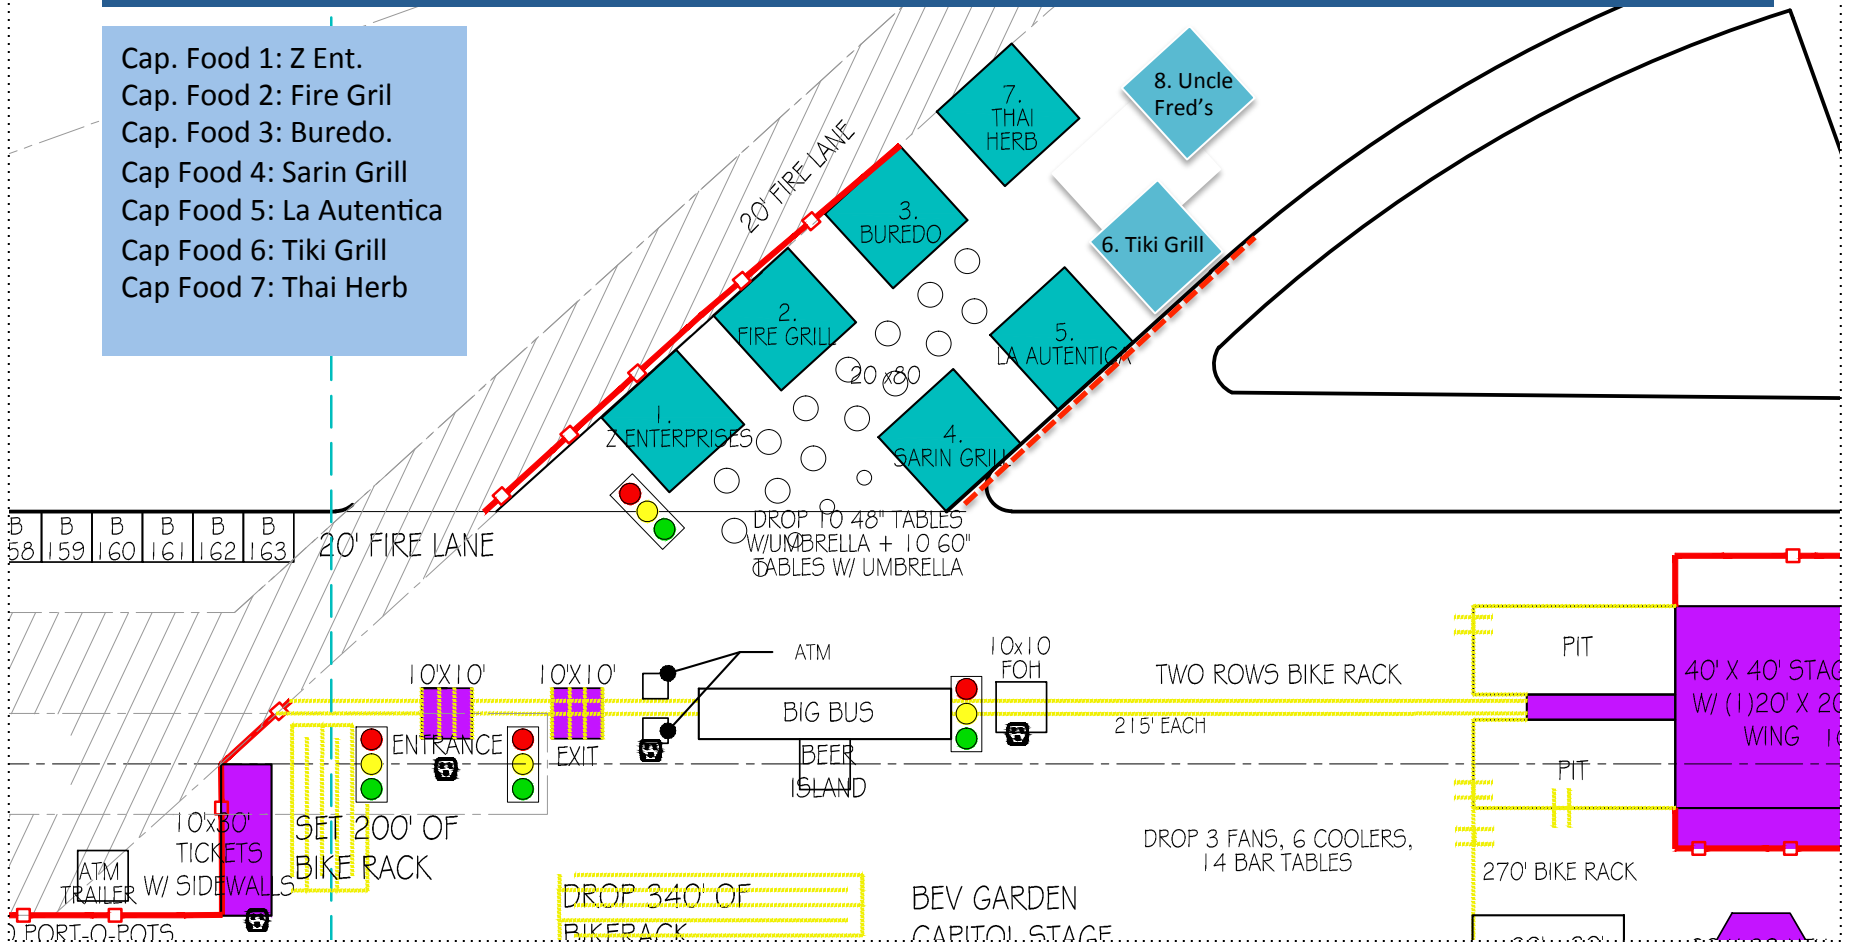 Cap. Food 1: Z Ent.
Cap. Food 2: Fire Gril
Cap. Food 3: Buredo.
Cap Food 4: Sarin Grill
Cap Food 5: La Autentica
Cap Food 6: Tiki Grill
Cap Food 7: Thai Herb
8. Uncle
Fred's
7.
THAI
HERB
20' FIRE LANE
3.
BUREDO
6. Tiki Grill
2.
FIRE GRILL
5.
LA AUTENTICA
20 x80
1.
Z ENTERPRISES
4.
SARIN GRILL
B B B B B B
58 159 160 161 162 163
20' FIRE LANE
DROP 10 48" TABLES
W/UMBRELLA + 10 60"
TABLES W/ UMBRELLA
10'X10'
10'X10'
ATM
10x10
FOH
TWO ROWS BIKE RACK
215' EACH
PIT
40' X 40' STAG
W/ (1)20' X 20
WING
BIG BUS
ENTRANCE
EXIT
BEER
ISLAND
PIT
10'x30'
TICKETS
W/ SIDEWALLS
SET 200' OF
BIKE RACK
ATM
TRAILER
DROP 3 FANS, 6 COOLERS,
14 BAR TABLES
270' BIKE RACK
DROP 340' OF
BIKERACK
BEV GARDEN
CAPITOL STAGE
PORT-O-POTS